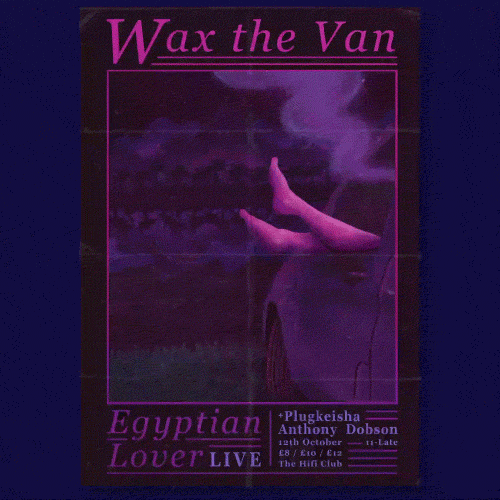 Wax the Van
Egyptian
Lover LIVE
+Plugkeisha
Anthony Dobson
12th October — 11-Late
£8 / £10 / £12
The Hifi Club